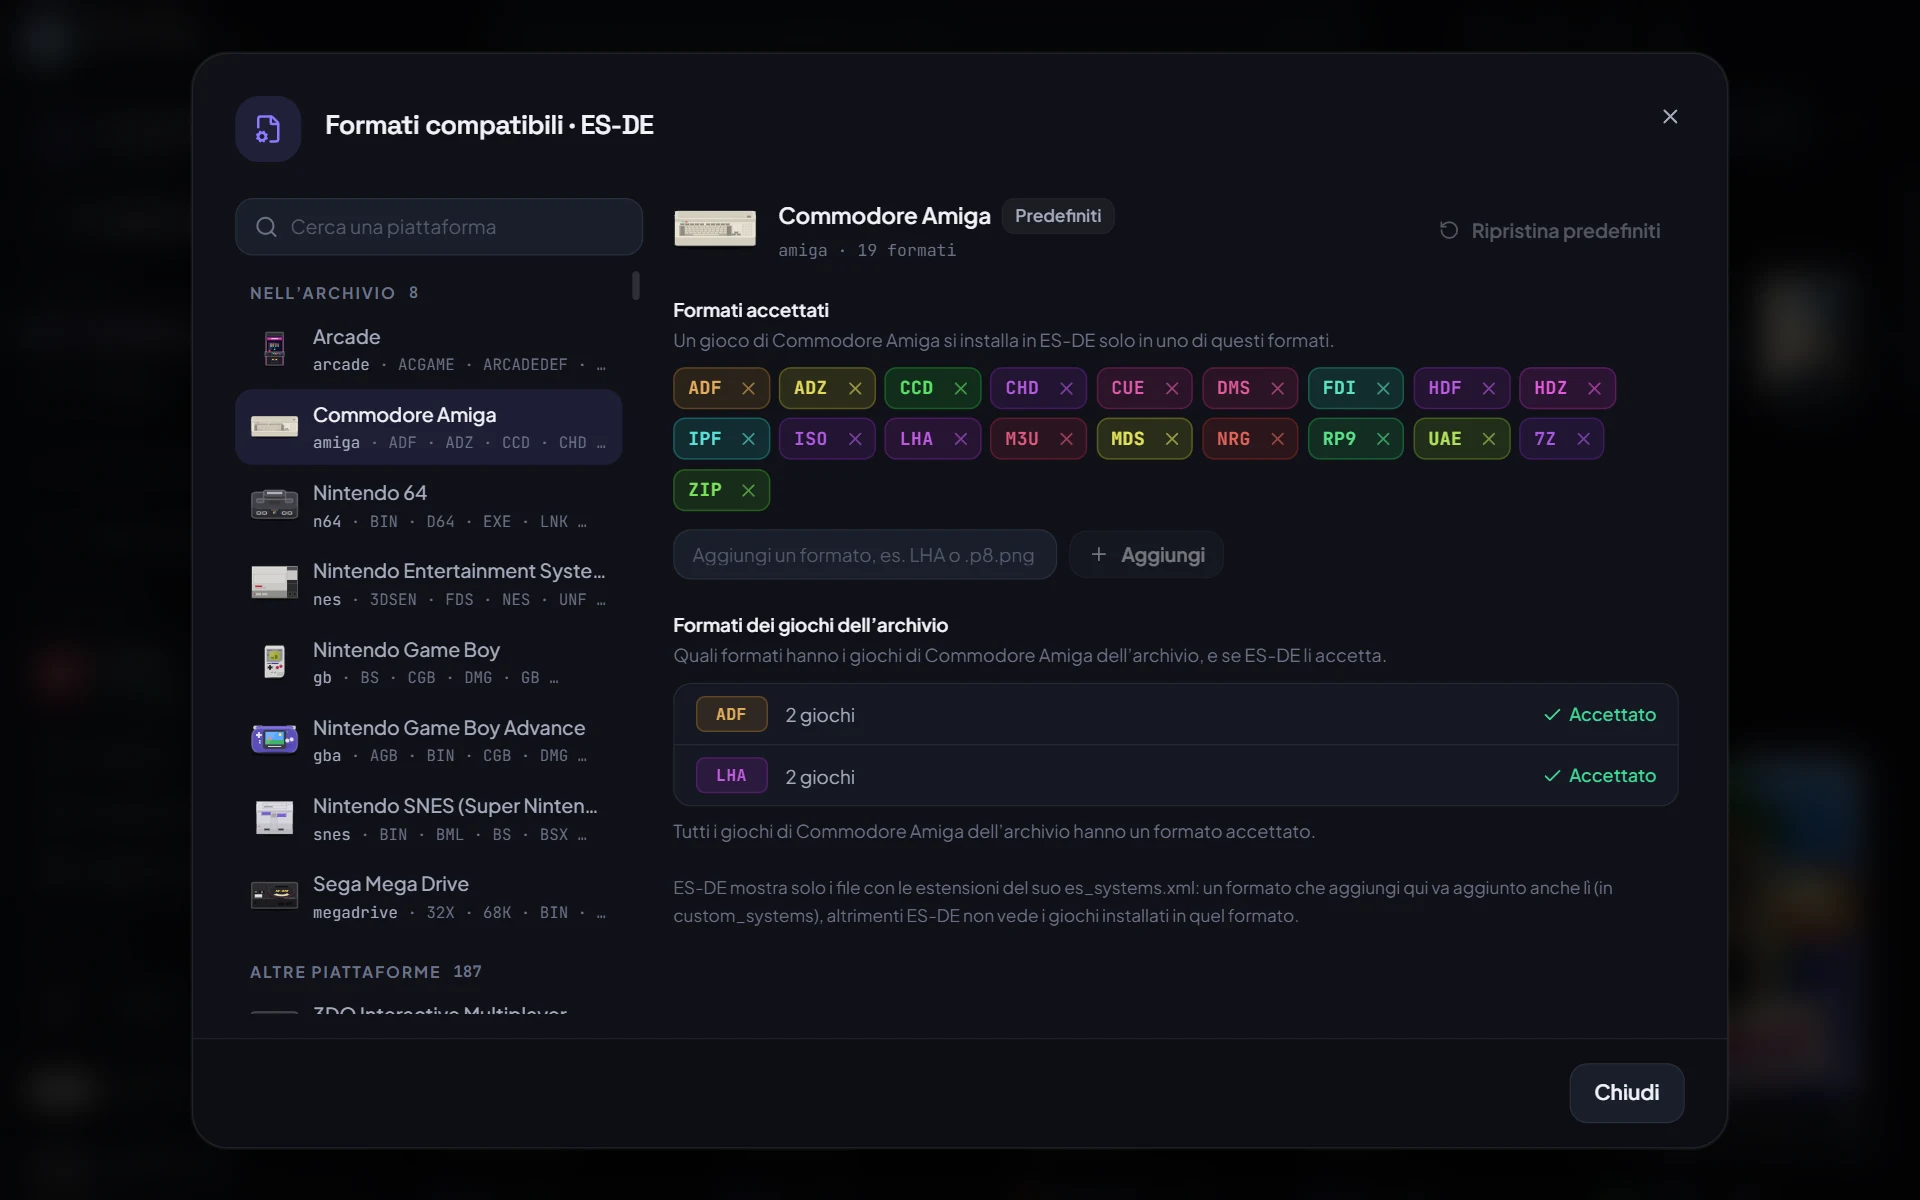 Formati compatibili · ES-DE
Cerca una piattaforma
NELL’ARCHIVIO 8
Arcade
arcade · ACGAME · ARCADEDEF · …
Commodore Amiga
amiga · ADF · ADZ · CCD · CHD …
Nintendo 64
n64 · BIN · D64 · EXE · LNK …
Nintendo Entertainment Syste…
nes · 3DSEN · FDS · NES · UNF …
Nintendo Game Boy
gb · BS · CGB · DMG · GB …
Nintendo Game Boy Advance
gba · AGB · BIN · CGB · DMG …
Nintendo SNES (Super Ninten…
snes · BIN · BML · BS · BSX …
Sega Mega Drive
megadrive · 32X · 68K · BIN · …
ALTRE PIATTAFORME 187
3DO Interactive Multiplayer
Commodore Amiga Predefiniti
amiga · 19 formati
Ripristina predefiniti
Formati accettati
Un gioco di Commodore Amiga si installa in ES-DE solo in uno di questi formati.
ADF ADZ CCD CHD CUE DMS FDI HDF HDZ
IPF ISO LHA M3U MDS NRG RP9 UAE 7Z
ZIP
Aggiungi un formato, es. LHA o .p8.png
Aggiungi
Formati dei giochi dell’archivio
Quali formati hanno i giochi di Commodore Amiga dell’archivio, e se ES-DE li accetta.
ADF 2 giochi Accettato
LHA 2 giochi Accettato
Tutti i giochi di Commodore Amiga dell’archivio hanno un formato accettato.
ES-DE mostra solo i file con le estensioni del suo es_systems.xml: un formato che aggiungi qui va aggiunto anche lì (in
custom_systems), altrimenti ES-DE non vede i giochi installati in quel formato.
Chiudi